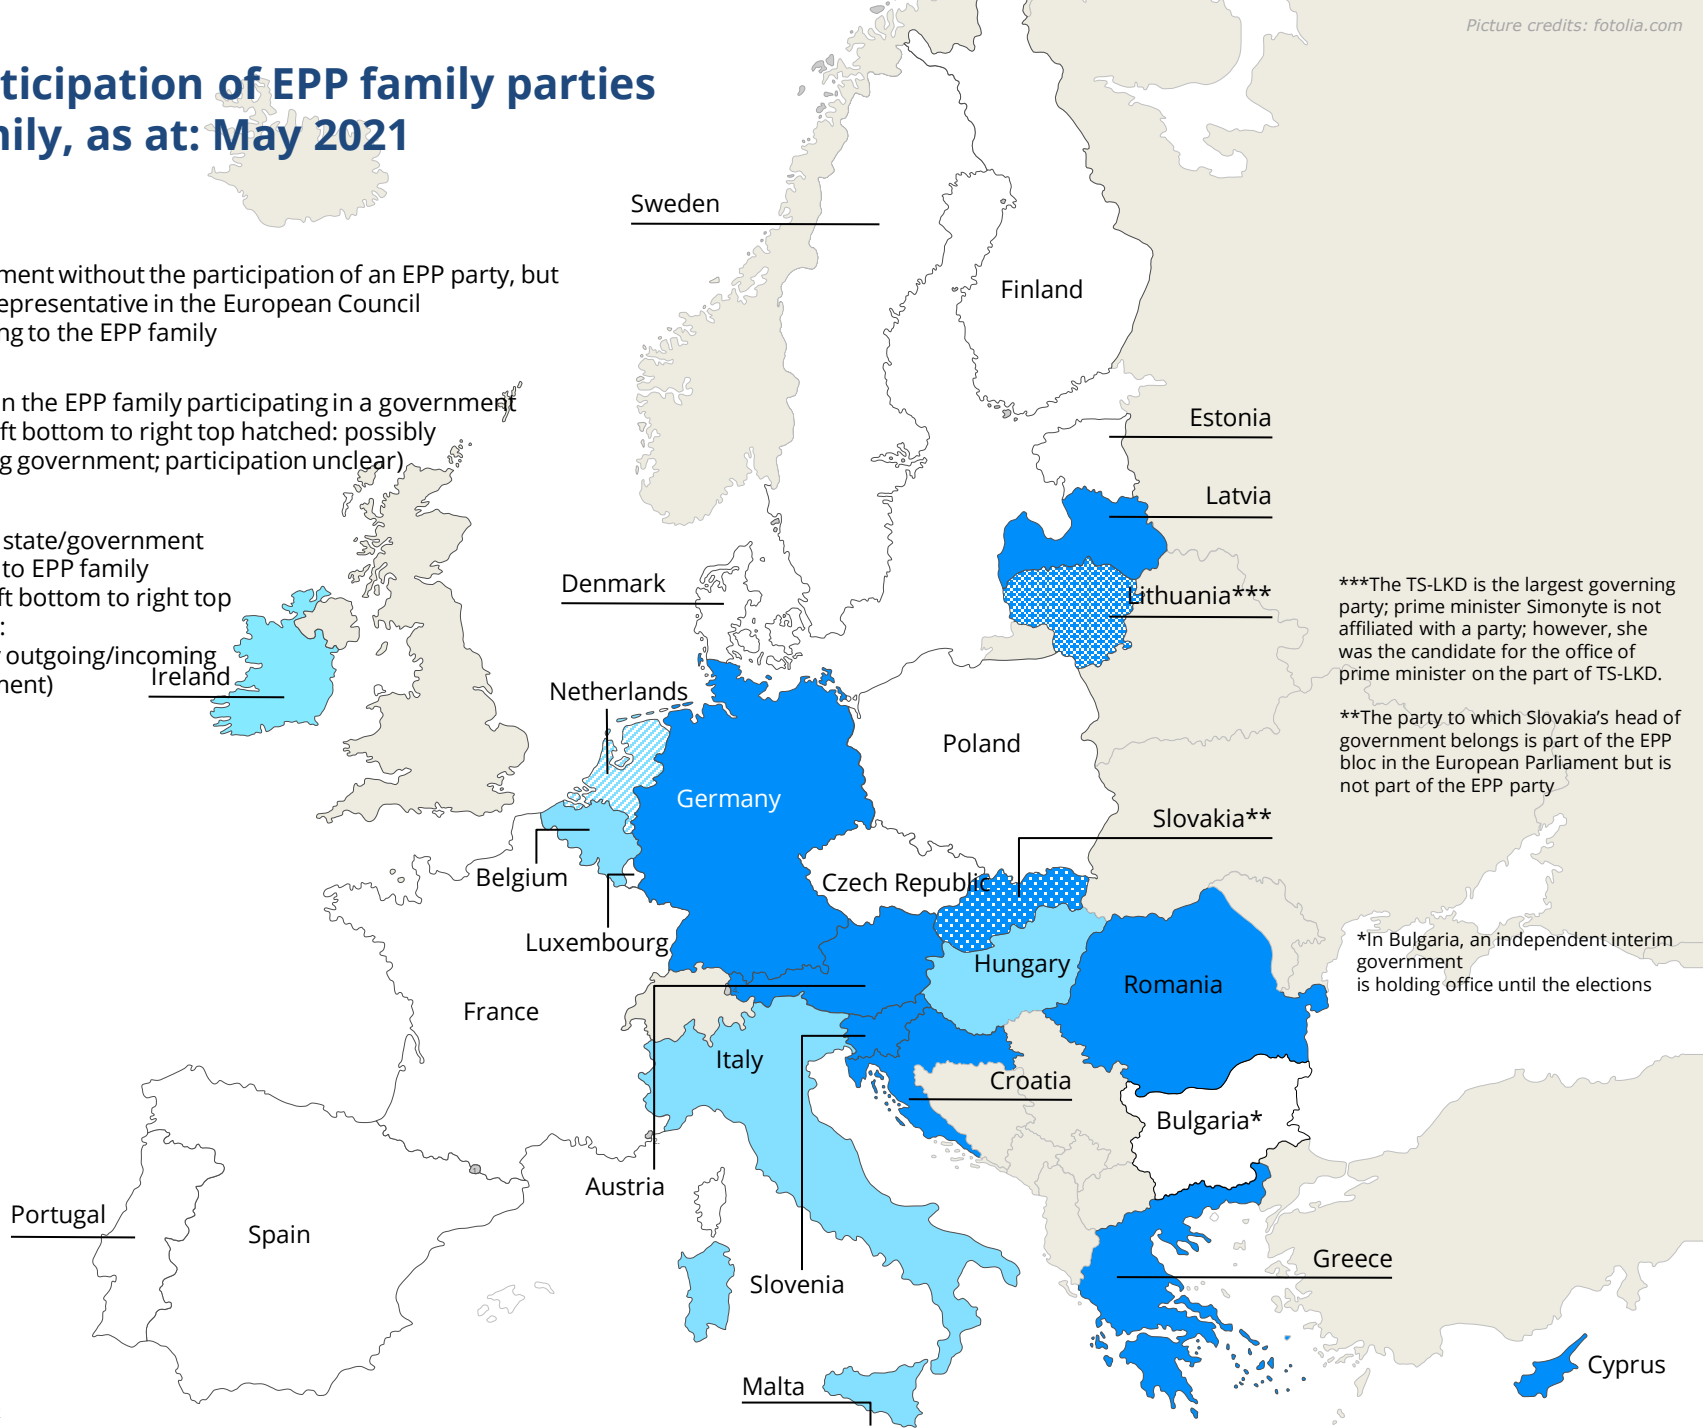 Picture credits: fotolia.com
ticipation of EPP family parties
ily, as at: May 2021
ment without the participation of an EPP party, but
epresentative in the European Council
ng to the EPP family
n the EPP family participating in a government
ft bottom to right top hatched: possibly
g government; participation unclear)
state/government
to EPP family
ft bottom to right top
:
outgoing/incoming
ment)
Sweden
Finland
Estonia
Latvia
Lithuania***
Denmark
Ireland
Netherlands
Poland
Germany
Slovakia**
Belgium
Czech Republic
Luxembourg
Hungary
Romania
France
Italy
Croatia
Bulgaria*
Austria
Portugal
Spain
Slovenia
Greece
Malta
Cyprus
***The TS-LKD is the largest governing
party; prime minister Simonyte is not
affiliated with a party; however, she
was the candidate for the office of
prime minister on the part of TS-LKD.
**The party to which Slovakia’s head of
government belongs is part of the EPP
bloc in the European Parliament but is
not part of the EPP party
*In Bulgaria, an independent interim
government
is holding office until the elections